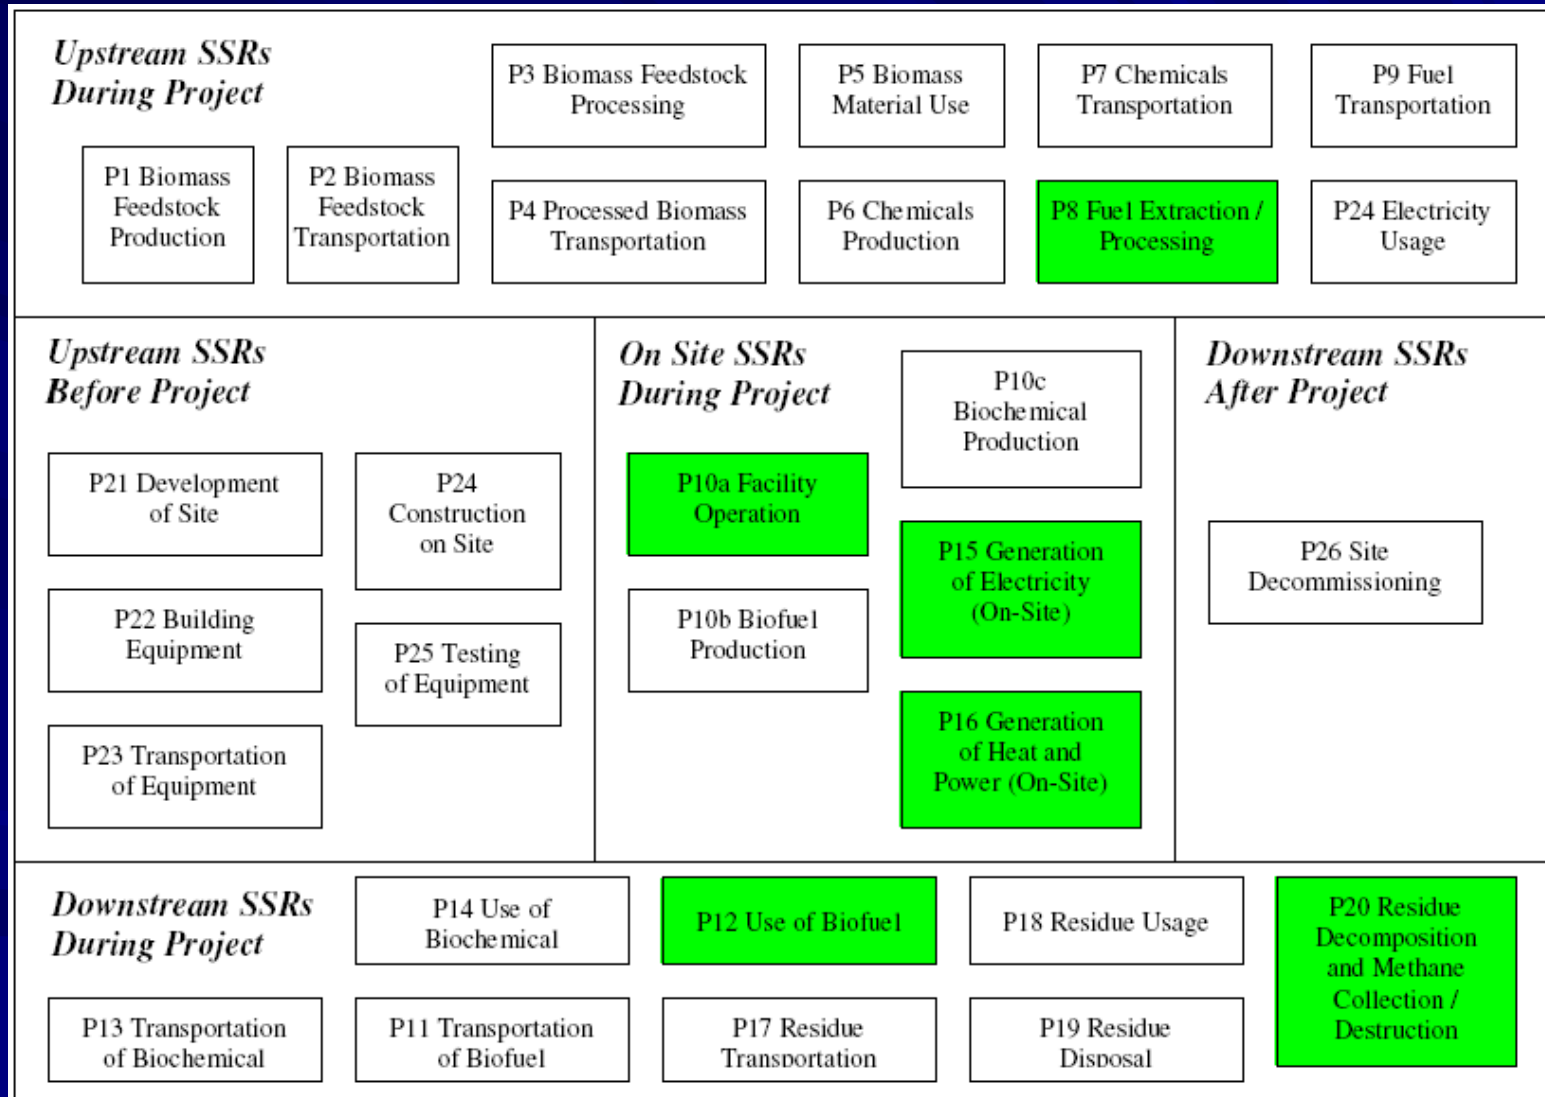 Upstream SSRs
During Project
P3 Biomass Feedstock
Processing
P5 Biomass
Material Use
P7 Chemicals
Transportation
P9 Fuel
Transportation
P1 Biomass
Feedstock
Production
P2 Biomass
Feedstock
Transportation
P4 Processed Biomass
Transportation
P6 Chemicals
Production
P8 Fuel Extraction /
Processing
P24 Electricity
Usage
Upstream SSRs
Before Project
P21 Development
of Site
P24
Construction
on Site
P22 Building
Equipment
P25 Testing
of Equipment
P23 Transportation
of Equipment
On Site SSRs
During Project
P10c
Biochemical
Production
P10a Facility
Operation
P15 Generation
of Electricity
(On-Site)
P10b Biofuel
Production
P16 Generation
of Heat and
Power (On-Site)
Downstream SSRs
After Project
P26 Site
Decommissioning
Downstream SSRs
During Project
P14 Use of
Biochemical
P12 Use of Biofuel
P18 Residue Usage
P20 Residue
Decomposition
and Methane
Collection /
Destruction
P13 Transportation
of Biochemical
P11 Transportation
of Biofuel
P17 Residue
Transportation
P19 Residue
Disposal